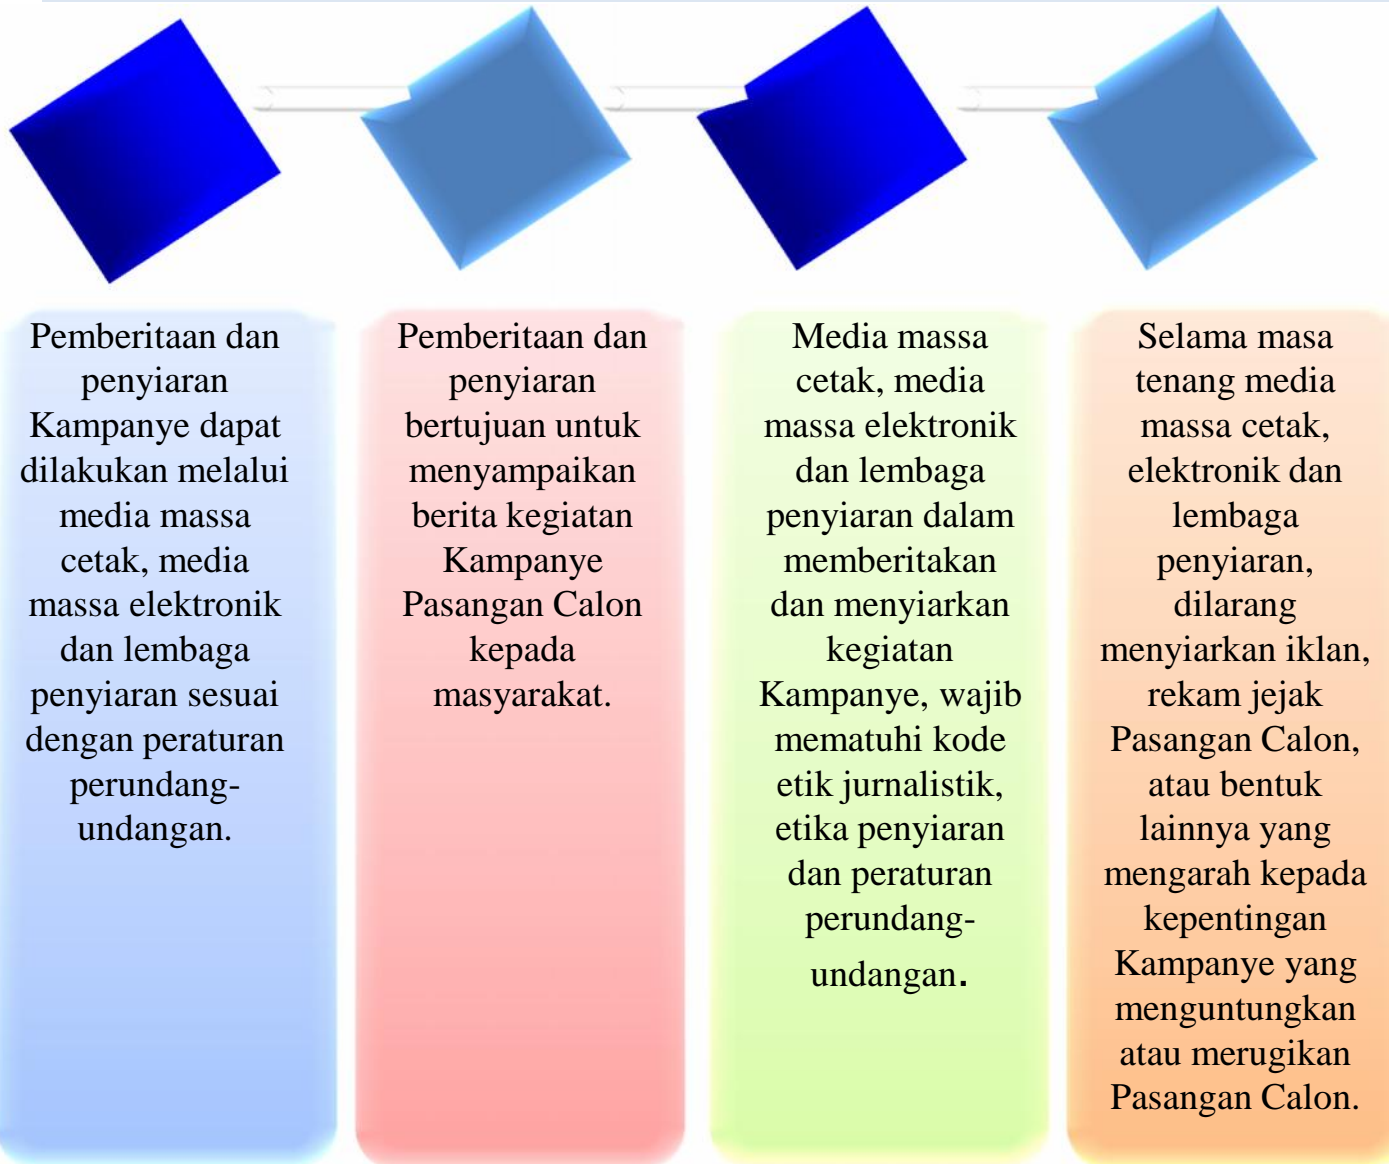 Pemberitaan dan
penyiaran
Kampanye dapat
dilakukan melalui
media massa
cetak, media
massa elektronik
dan lembaga
penyiaran sesuai
dengan peraturan
perundang-
undangan.
Pemberitaan dan
penyiaran
bertujuan untuk
menyampaikan
berita kegiatan
Kampanye
Pasangan Calon
kepada
masyarakat.
Media massa
cetak, media
massa elektronik
dan lembaga
penyiaran dalam
memberitakan
dan menyiarkan
kegiatan
Kampanye, wajib
mematuhi kode
etik jurnalistik,
etika penyiaran
dan peraturan
perundang-
undangan.
Selama masa
tenang media
massa cetak,
elektronik dan
lembaga
penyiaran,
dilarang
menyiarkan iklan,
rekam jejak
Pasangan Calon,
atau bentuk
lainnya yang
mengarah kepada
kepentingan
Kampanye yang
menguntungkan
atau merugikan
Pasangan Calon.